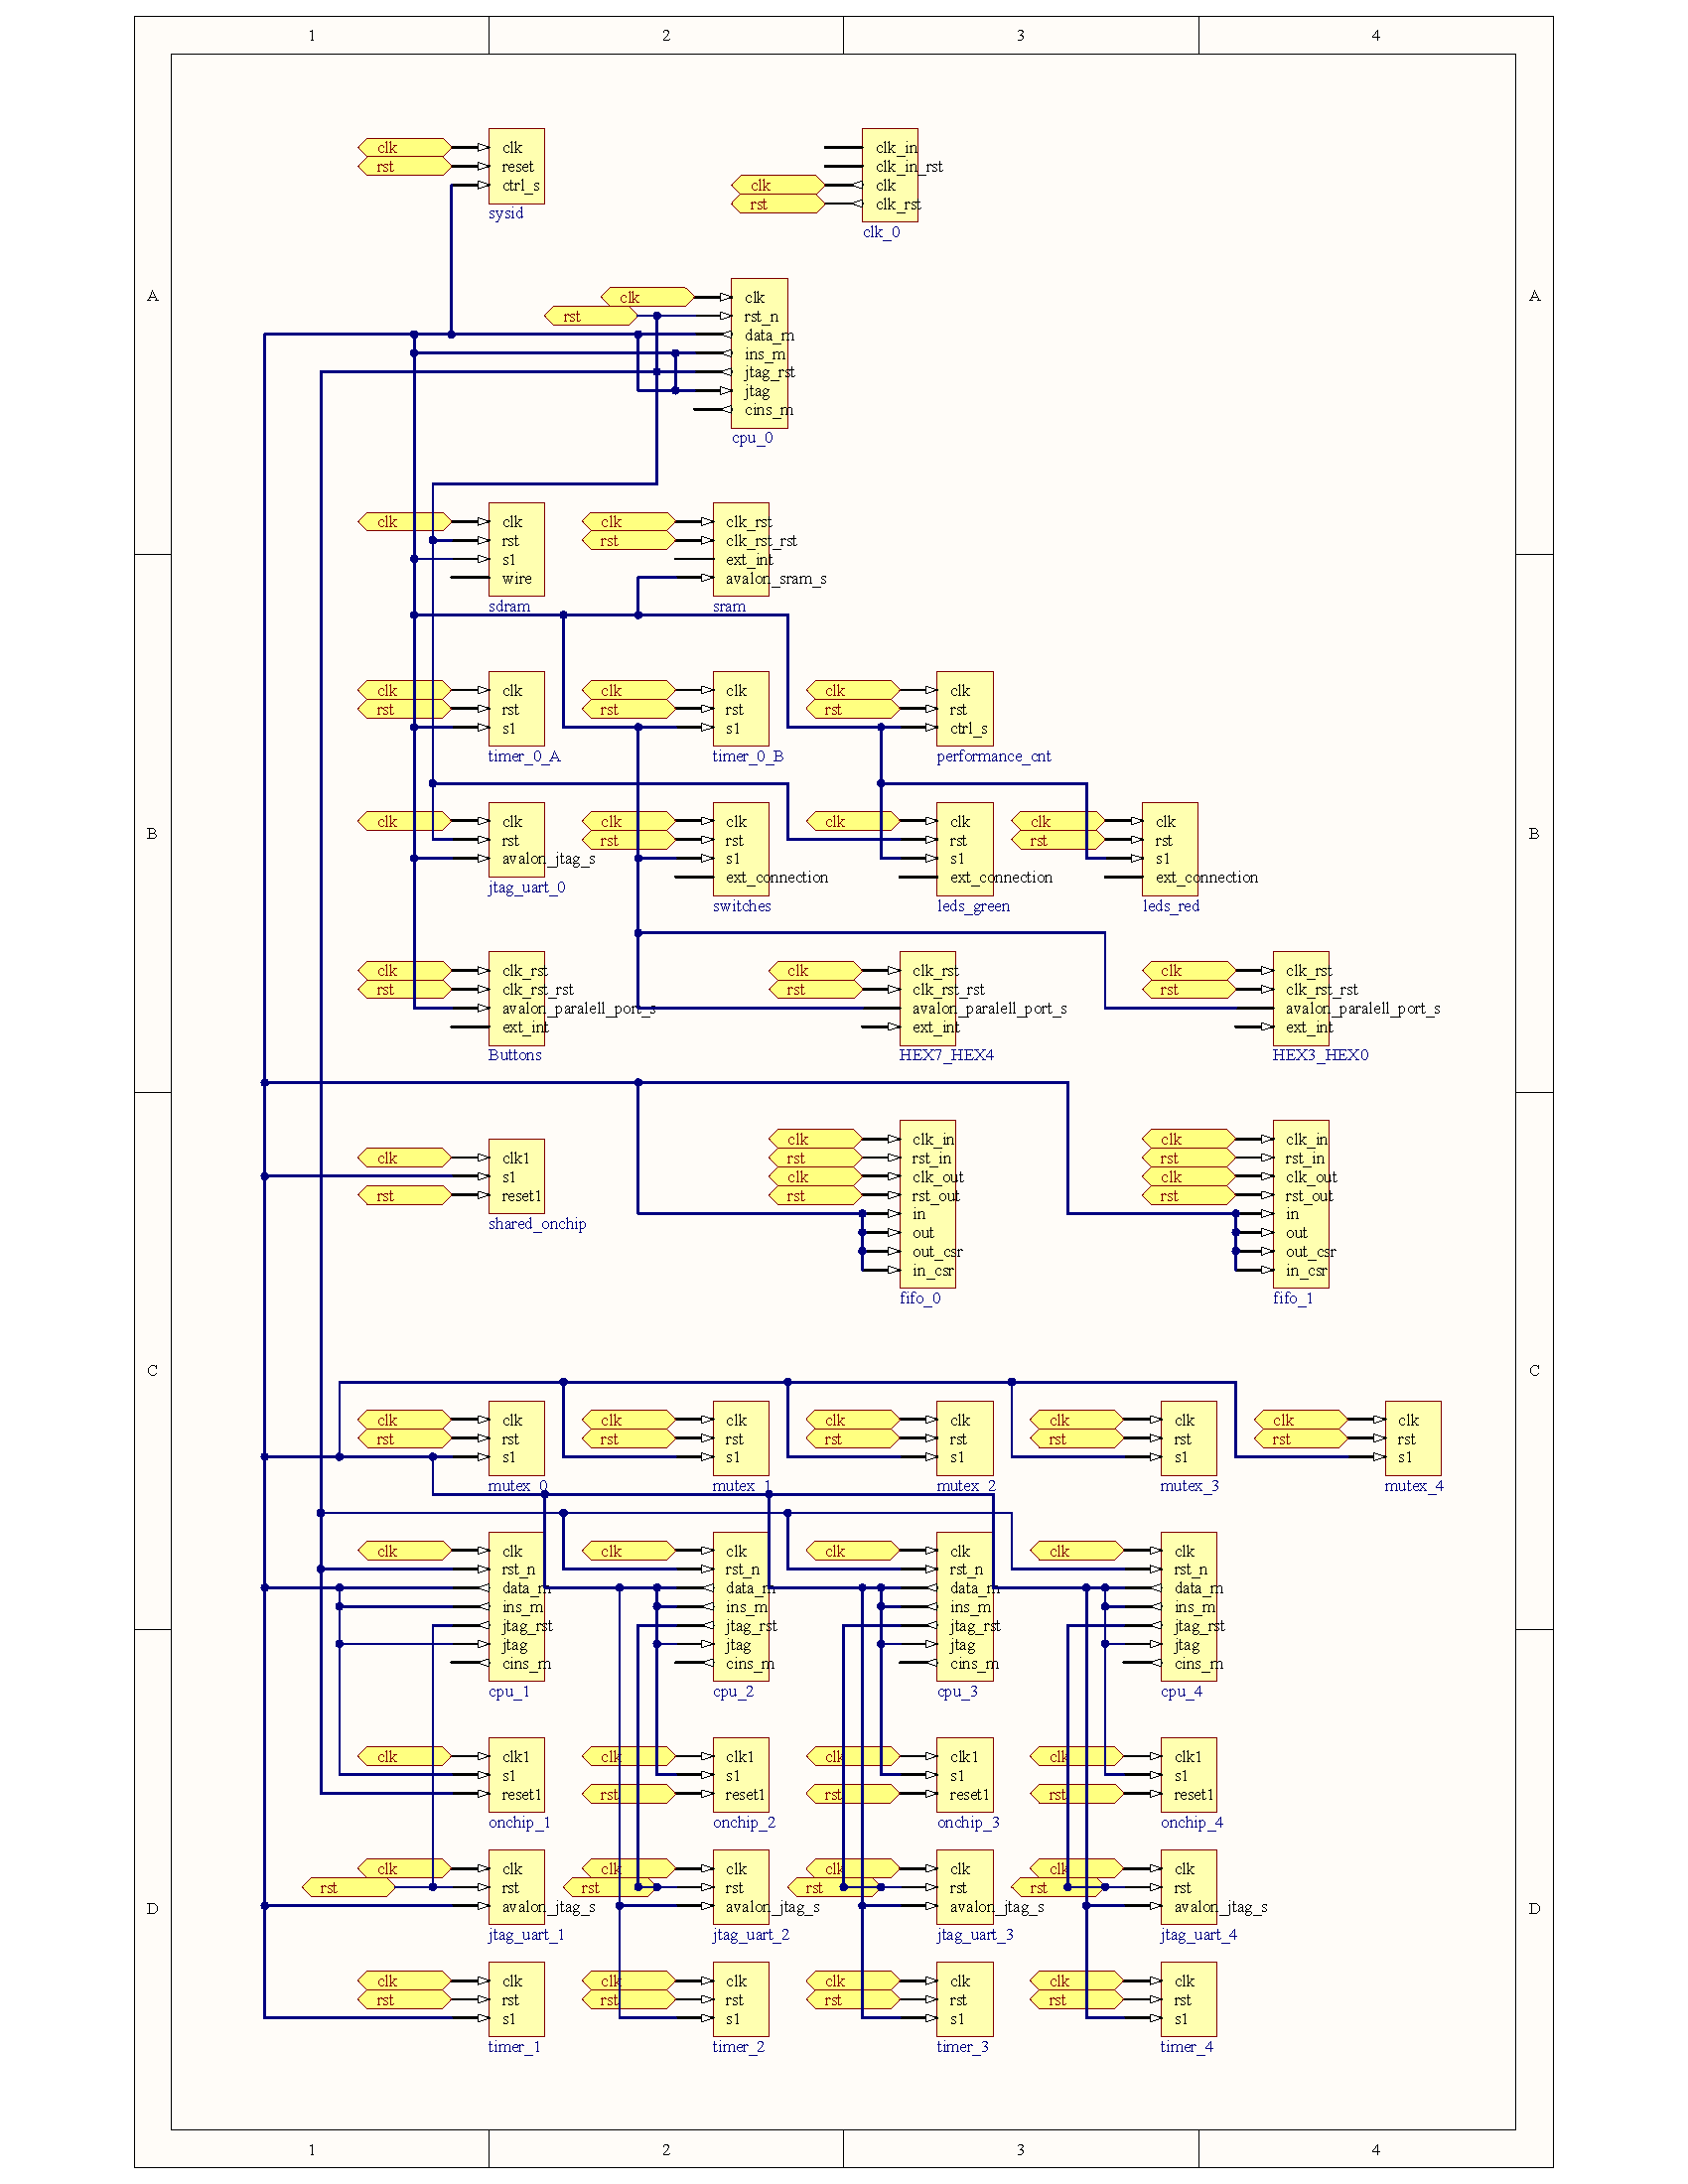 1 2 3 4
clk clk clk_in
rst reset clk_in_rst
ctrl_s clk clk
sysid rst clk_rst
clk_0
A A
clk clk
rst rst_n
data_m
ins_m
jtag_rst
jtag
cins_m
cpu_0
clk clk clk clk_rst
rst rst clk_rst_rst
s1 ext_int
wire avalon_sram_s
sdram sram
clk clk clk clk clk clk
rst rst rst rst rst rst
s1 s1 ctrl_s
timer_0_A timer_0_B performance_cnt
clk clk clk clk clk clk clk clk
B rst rst rst rst rst rst B
avalon_jtag_s s1 s1 s1
ext_connection ext_connection ext_connection
jtag_uart_0 switches leds_green leds_red
clk clk_rst clk clk_rst clk clk_rst
rst clk_rst_rst rst clk_rst_rst rst clk_rst_rst
avalon_paralell_port_s avalon_paralell_port_s avalon_paralell_port_s
ext_int ext_int ext_int
Buttons HEX7_HEX4 HEX3_HEX0
clk clk_in clk clk_in
clk clk1 rst rst_in rst rst_in
s1 clk clk_out clk clk_out
rst reset1 rst rst_out rst rst_out
shared_onchip in in
out out
out_csr out_csr
in_csr in_csr
fifo_0 fifo_1
C C
clk clk clk clk clk clk clk clk clk clk
rst rst rst rst rst rst rst rst rst rst
s1 s1 s1 s1 s1
mutex_0 mutex_1 mutex_2 mutex_3 mutex_4
clk clk clk clk clk clk clk clk
rst_n rst_n rst_n rst_n
data_m data_m data_m data_m
ins_m ins_m ins_m ins_m
jtag_rst jtag_rst jtag_rst jtag_rst
jtag jtag jtag jtag
cins_m cins_m cins_m cins_m
cpu_1 cpu_2 cpu_3 cpu_4
clk clk1 clk clk1 clk clk1 clk clk1
s1 s1 s1 s1
rst reset1 rst reset1 rst reset1
reset1
onchip_1 onchip_2 onchip_3 onchip_4
clk clk clk clk clk clk clk clk
rst rst rst rst rst rst rst rst
D avalon_jtag_s avalon_jtag_s avalon_jtag_s avalon_jtag_s D
jtag_uart_1 jtag_uart_2 jtag_uart_3 jtag_uart_4
clk clk clk clk clk clk clk clk
rst rst rst rst rst rst rst rst
s1 s1 s1 s1
timer_1 timer_2 timer_3 timer_4
1 2 3 4